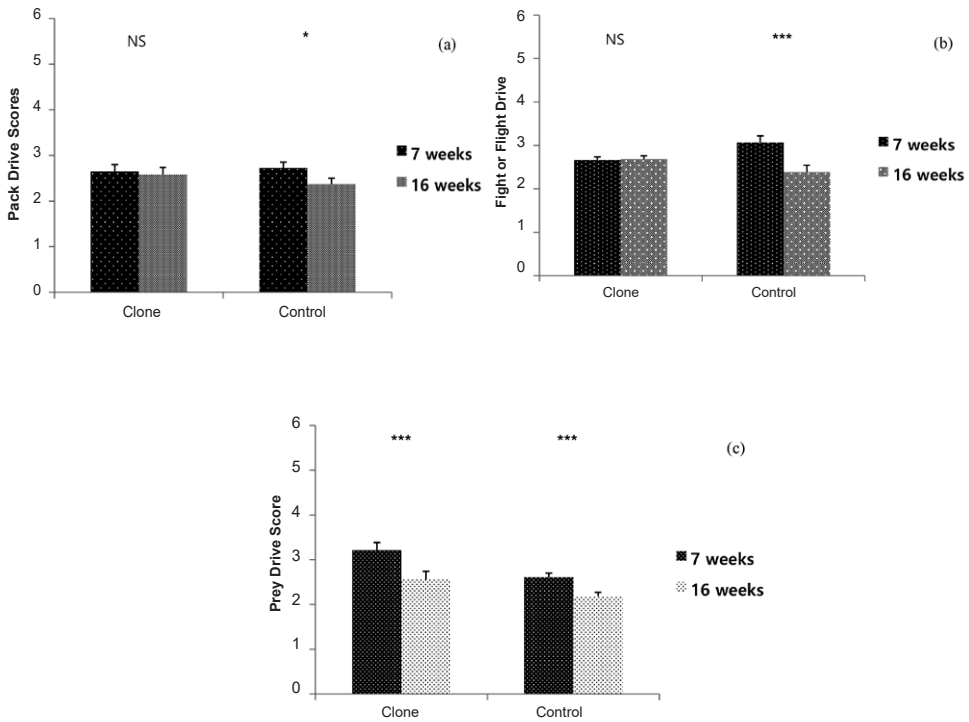 6
5
4
3
2
1
0
Pack Drive Scores
NS
*
(a)
7 weeks
16 weeks
Clone Control
6
5
4
3
2
1
0
Fight or Flight Drive
NS
***
(b)
7 weeks
16 weeks
Clone Control
6
5
4
3
2
1
0
Prey Drive Score
***
***
(c)
7 weeks
16 weeks
Clone Control